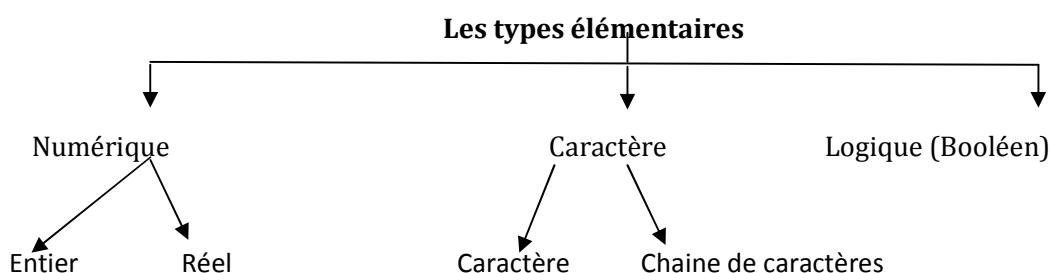 Les types élémentaires
Numérique Caractère Logique (Booléen)
Entier Réel Caractère Chaine de caractères